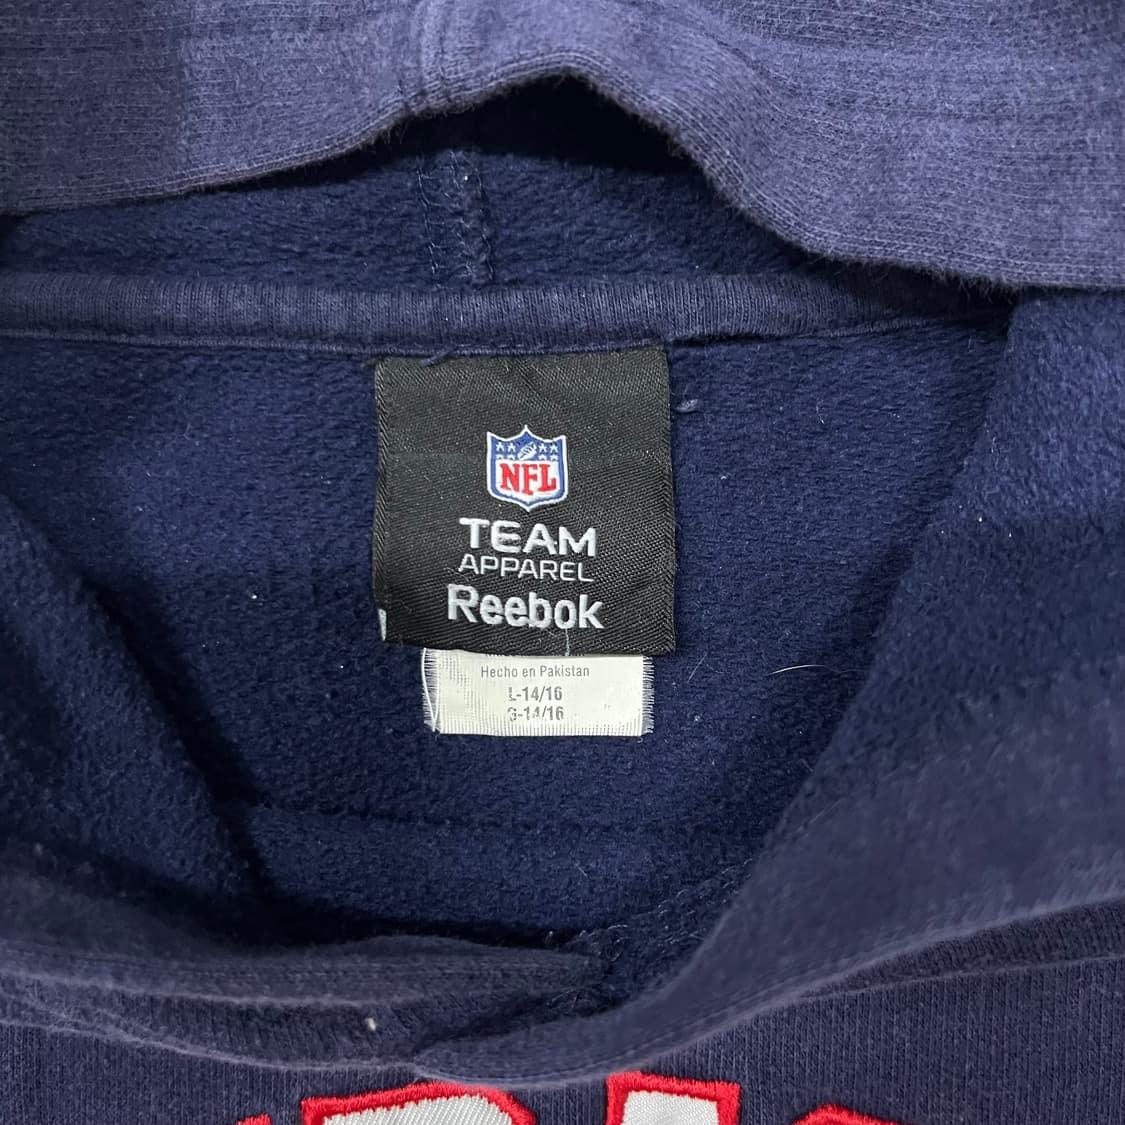 NFL
TEAM
APPAREL
Reebok
Hecho en Pakistan
L-14/16
G-14/16